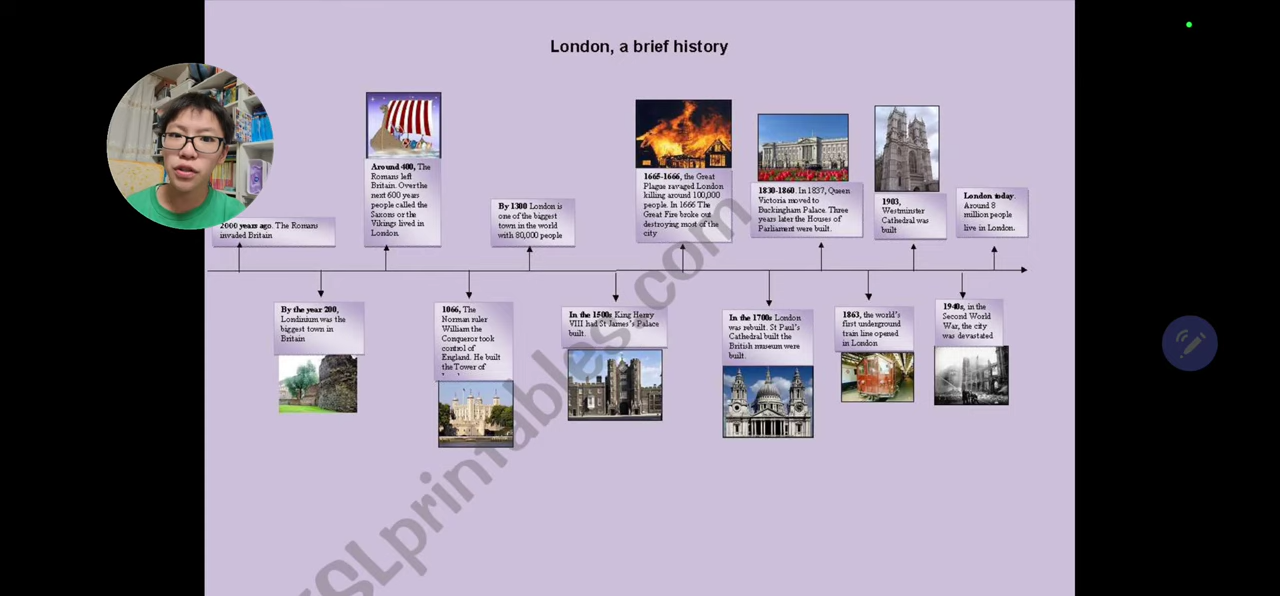 London, a brief history
2000 years ago. The Romans
invaded Britain
Around 400, The
Romans left
Britain. Over the
next 600 years
people called the
Saxons or the
Vikings lived in
London.
By 1300 London is
one of the biggest
town in the world
with 80,000 people
1665-1666, the Great
Plague ravaged London
killing around 100,000
people. In 1666 The
Great Fire broke out
destroying most of the
city
1830-1860. In 1837, Queen
Victoria moved to
Buckingham Palace. Three
years later the Houses of
Parliament were built.
1903,
Westminster
Cathedral was
built
London today.
Around 8
million people
live in London.
By the year 200,
Londinium was the
biggest town in
Britain
1066, The
Norman ruler
William the
Conqueror took
control of
England. He built
the Tower of
In the 1500s King Henry
VIII had St James's Palace
built.
In the 1700s London
was rebuilt. St Paul's
Cathedral built the
British museum were
built.
1863, the world's
first underground
train line opened
in London
1940s, in the
Second World
War, the city
was devastated
ESLprintables.com